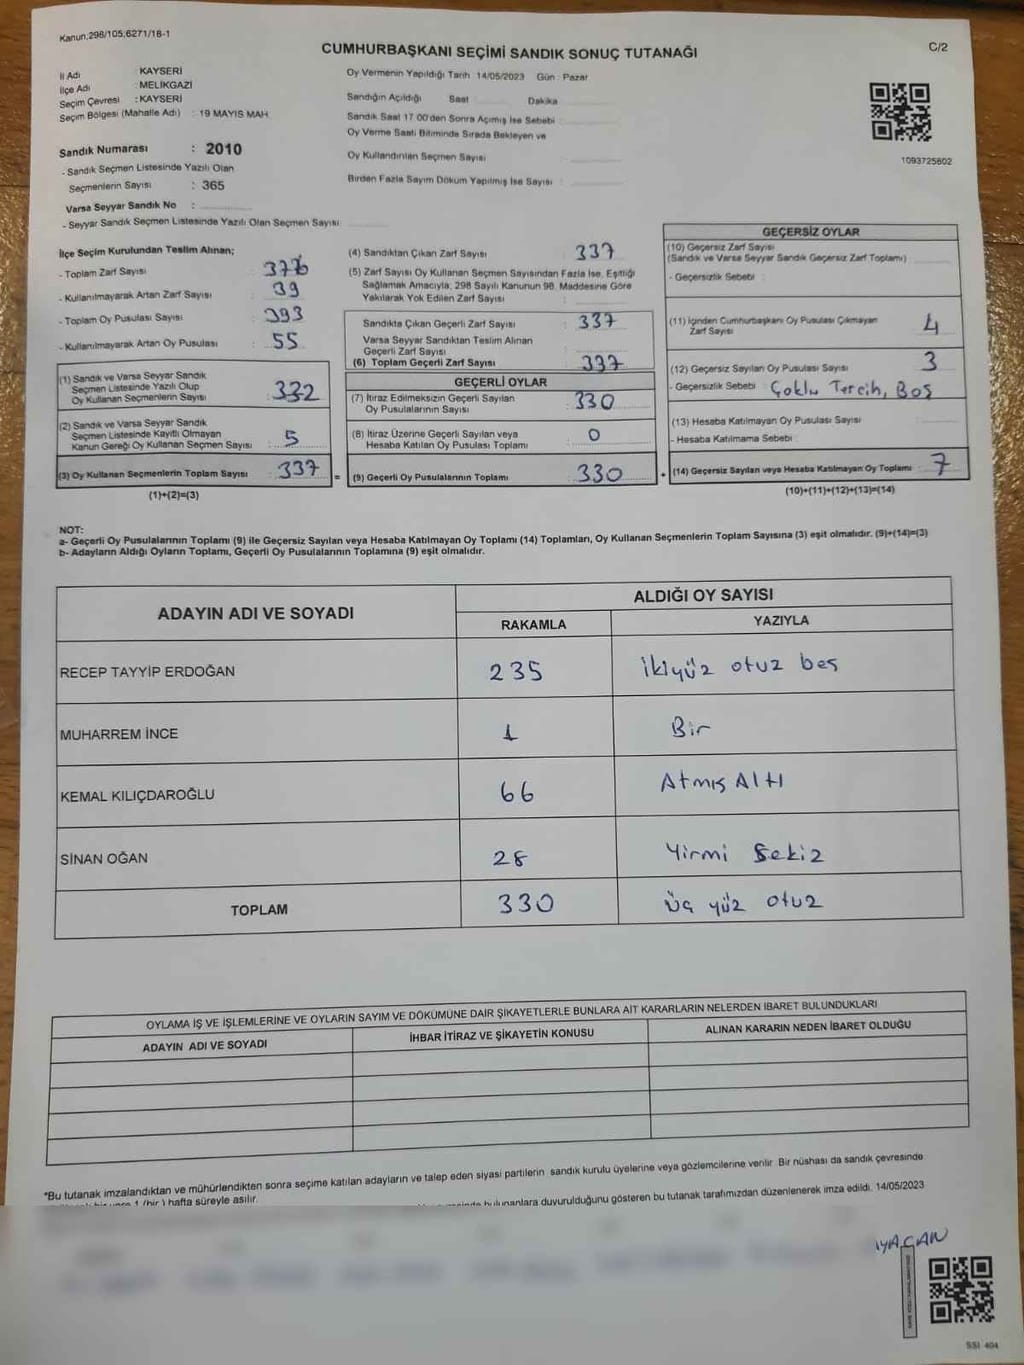 Kanun,298/105,6271/18-1
C/2
CUMHURBAŞKANI SEÇİMİ SANDIK SONUÇ TUTANAĞI
İl Adı : KAYSERİ
İlçe Adı : MELİKGAZİ
Seçim Çevresi : KAYSERİ
Seçim Bölgesi (Mahalle Adı) : 19 MAYIS MAH.
Sandık Numarası : 2010
- Sandık Seçmen Listesinde Yazılı Olan
Seçmenlerin Sayısı : 365
Varsa Seyyar Sandık No :
- Seyyar Sandık Seçmen Listesinde Yazılı Olan Seçmen Sayısı
Oy Vermenin Yapıldığı Tarih 14/05/2023 Gün : Pazar
Sandığın Açıldığı Saat Dakika
Sandık Saat 17.00'den Sonra Açımış İse Sebebi :
Oy Verme Saati Bitiminde Sırada Bekleyen ve
Oy Kullandırılan Seçmen Sayısı :
Birden Fazla Sayım Döküm Yapılmış İse Sayısı :
1093725602
İlçe Seçim Kurulundan Teslim Alınan;
- Toplam Zarf Sayısı : 376
- Kullanılmayarak Artan Zarf Sayısı : 39
- Toplam Oy Pusulası Sayısı : 393
- Kullanılmayarak Artan Oy Pusulası : 55
(1) Sandık ve Varsa Seyyar Sandık
Seçmen Listesinde Yazılı Olup
Oy Kullanan Seçmenlerin Sayısı : 332
(2) Sandık ve Varsa Seyyar Sandık
Seçmen Listesinde Kayıtlı Olmayan
Kanun Gereği Oy Kullanan Seçmen Sayısı : 5
(3) Oy Kullanan Seçmenlerin Toplam Sayısı : 337
(1)+(2)=(3)
(4) Sandıktan Çıkan Zarf Sayısı : 337
(5) Zarf Sayısı Oy Kullanan Seçmen Sayısından Fazla İse, Eşitliği
Sağlamak Amacıyla, 298 Sayılı Kanunun 98. Maddesine Göre
Yakılarak Yok Edilen Zarf Sayısı :
Sandıkta Çıkan Geçerli Zarf Sayısı : 337
Varsa Seyyar Sandıktan Teslim Alınan
Geçerli Zarf Sayısı :
(6) Toplam Geçerli Zarf Sayısı : 337
GEÇERLİ OYLAR
(7) İtiraz Edilmeksizin Geçerli Sayılan
Oy Pusulalarının Sayısı : 330
(8) İtiraz Üzerine Geçerli Sayılan veya
Hesaba Katılan Oy Pusulası Toplamı : 0
= (9) Geçerli Oy Pusulalarının Toplamı : 330
GEÇERSİZ OYLAR
(10) Geçersiz Zarf Sayısı
(Sandık ve Varsa Seyyar Sandık Geçersiz Zarf Toplamı)
- Geçersizlik Sebebi :
(11) İçinden Cumhurbaşkanı Oy Pusulası Çıkmayan
Zarf Sayısı 4
(12) Geçersiz Sayılan Oy Pusulası Sayısı : 3
- Geçersizlik Sebebi : Çoklu Tercih, Boş
(13) Hesaba Katılmayan Oy Pusulası Sayısı :
- Hesaba Katılmama Sebebi :
+ (14) Geçersiz Sayılan veya Hesaba Katılmayan Oy Toplamı : 7
(10)+(11)+(12)+(13)=(14)
NOT:
a- Geçerli Oy Pusulalarının Toplamı (9) ile Geçersiz Sayılan veya Hesaba Katılmayan Oy Toplamı (14) Toplamları, Oy Kullanan Seçmenlerin Toplam Sayısına (3) eşit olmalıdır. (9)+(14)=(3)
b- Adayların Aldığı Oyların Toplamı, Geçerli Oy Pusulalarının Toplamına (9) eşit olmalıdır.
ADAYIN ADI VE SOYADI
ALDIĞI OY SAYISI
RAKAMLA YAZIYLA
RECEP TAYYİP ERDOĞAN 235 ikiyüz otuz beş
MUHARREM İNCE 1 Bir
KEMAL KILIÇDAROĞLU 66 Atmış Altı
SİNAN OĞAN 28 Yirmi Sekiz
TOPLAM 330 üç yüz otuz
OYLAMA İŞ VE İŞLEMLERİNE VE OYLARIN SAYIM VE DÖKÜMÜNE DAİR ŞİKAYETLERLE BUNLARA AİT KARARLARIN NELERDEN İBARET BULUNDUKLARI
ADAYIN ADI VE SOYADI İHBAR İTİRAZ VE ŞİKAYETİN KONUSU ALINAN KARARIN NEDEN İBARET OLDUĞU
*Bu tutanak imzalandıktan ve mühürlendikten sonra seçime katılan adayların ve talep eden siyasi partilerin sandık kurulu üyelerine veya gözlemcilerine verilir. Bir nüshası da sandık çevresinde
1 (bir) hafta süreyle asılır. bulunanlara duyurulduğunu gösteren bu tutanak tarafımızdan düzenlenerek imza edildi. 14/05/2023
SSI 404